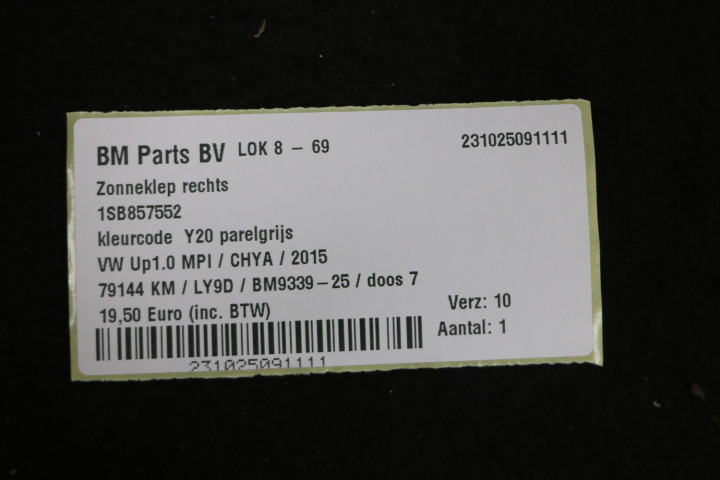 BM Parts BV LOK 8 – 69 231025091111
Zonneklep rechts
1SB857552
kleurcode Y20 parelgrijs
VW Up1.0 MPI / CHYA / 2015
79144 KM / LY9D / BM9339-25 / doos 7
19,50 Euro (inc. BTW)
Verz: 10
Aantal: 1
231025091111